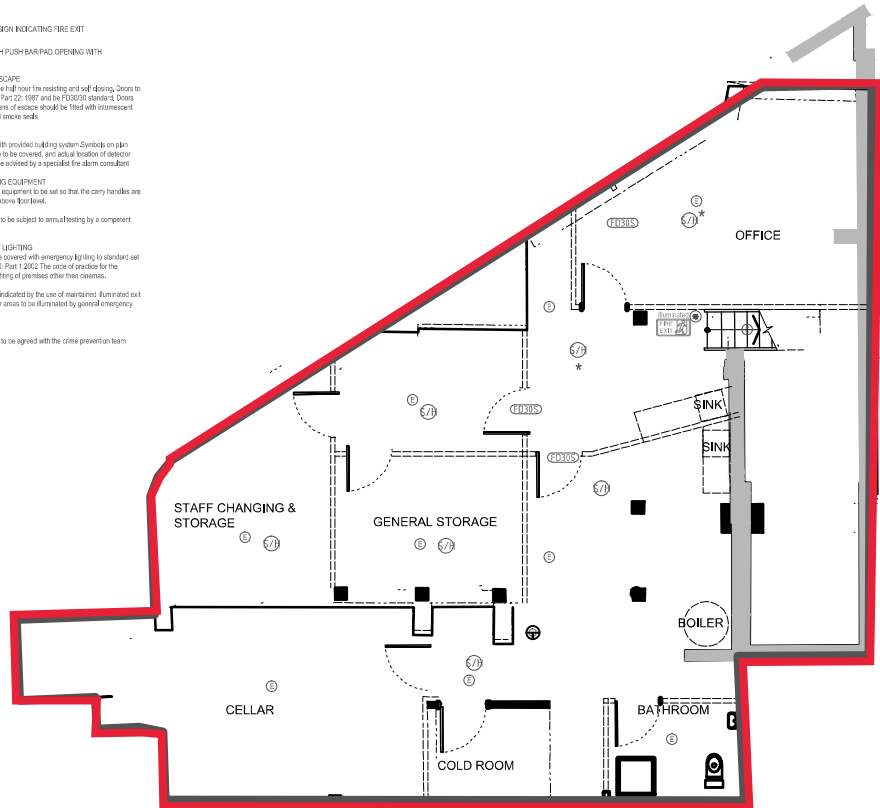 SIGN INDICATING FIRE EXIT
H PUSH BAR/PAD OPENING WITH
SCAPE
e half hour fire resisting and self closing, Doors to
Part 22: 1987 and be FD30/30 standard, Doors
ans of escape should be fitted with intumescent
smoke seals
ith provided building system.Symbols on plan
to be covered, and actual location of detector
e advised by a specialist fire alarm consultant
NG EQUIPMENT
equipment to be set so that the carry handles are
above floor level.
to be subject to annual testing by a competent
LIGHTING
e covered with emergency lighting to standard set
Part 1:2002 The code of practice for the
hting of premises other then cinemas.
indicated by the use of maintained illuminated exit
r areas to be illuminated by general emergency
to be agreed with the crime prevention team
E
FD30S
S/H
*
OFFICE
E
Illuminated
FIRE
EXIT
S/H
*
E
S/H
FD30S
SINK
SINK
FD30S
S/H
STAFF CHANGING &
STORAGE
GENERAL STORAGE
E
S/H
E
S/H
E
BOILER
S/H
E
E
CELLAR
BATHROOM
E
COLD ROOM